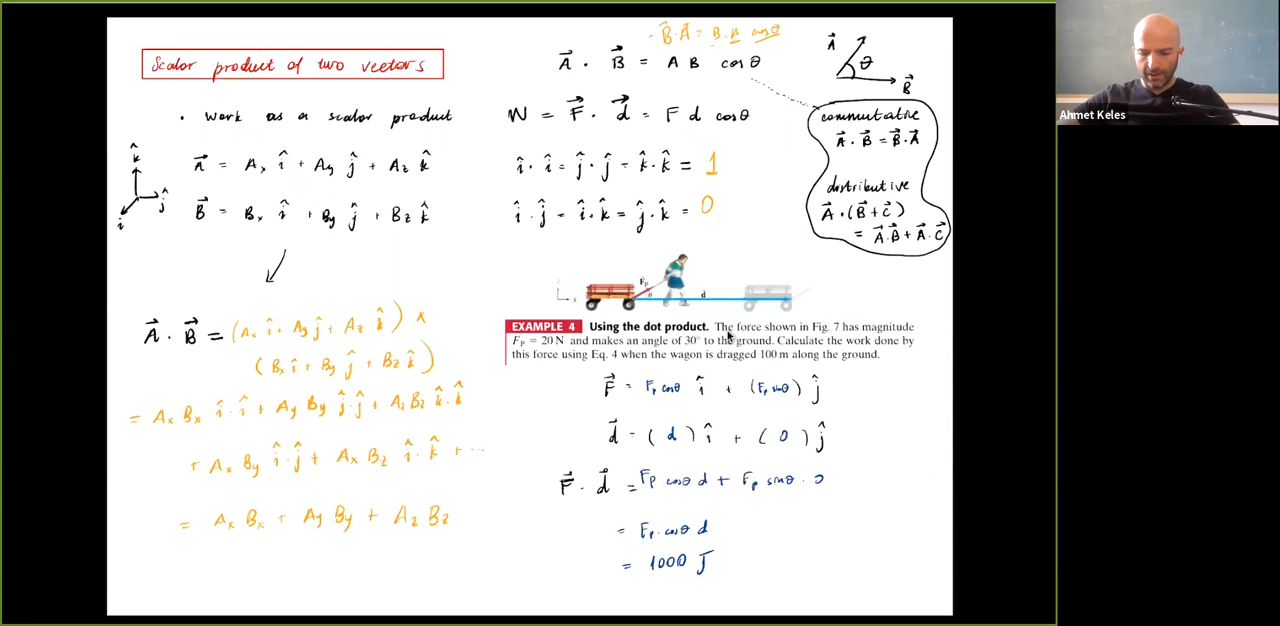 Scalar product of two vectors
• Work as a scalar product
k̂
ĵ
î
A⃗ = Aₓ î + Ay ĵ + Az k̂
B⃗ = Bₓ î + By ĵ + Bz k̂
A⃗ · B⃗ = (Aₓ î + Ay ĵ + Az k̂) ×
(Bₓ î + By ĵ + Bz k̂)
= Aₓ Bₓ î · î + Ay By ĵ · ĵ + Az Bz k̂ · k̂
+ Aₓ By î · ĵ + Aₓ Bz î · k̂ + ...
= Aₓ Bₓ + Ay By + Az Bz
B⃗ · A⃗ = B · A cosθ
A⃗ · B⃗ = A B cosθ
W = F⃗ · d⃗ = F d cosθ
î · î = ĵ · ĵ = k̂ · k̂ = 1
î · ĵ = î · k̂ = ĵ · k̂ = 0
A⃗
θ
B⃗
commutative
A⃗ · B⃗ = B⃗ · A⃗
distributive
A⃗ · (B⃗ + C⃗)
= A⃗ · B⃗ + A⃗ · C⃗
F⃗P
θ
d
x
EXAMPLE 4 Using the dot product. The force shown in Fig. 7 has magnitude
FP = 20 N and makes an angle of 30° to the ground. Calculate the work done by
this force using Eq. 4 when the wagon is dragged 100 m along the ground.
F⃗ = Fp cosθ î + (Fp sinθ) ĵ
d⃗ = (d) î + (0) ĵ
F⃗ · d⃗ = Fp cosθ d + Fp sinθ · 0
= Fp cosθ d
= 1000 J
Ahmet Keles